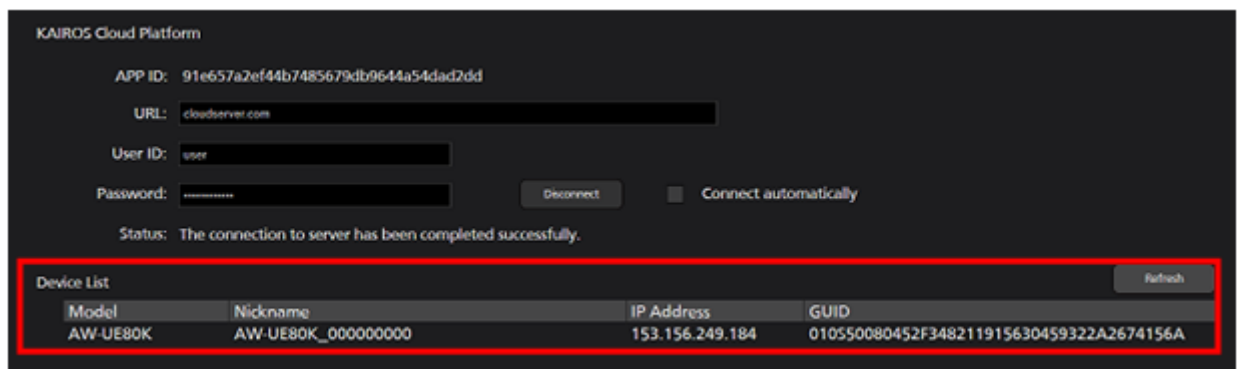 KAIROS Cloud Platform
APP ID: 91e657a2ef44b7485679db9644a54dad2dd
URL: cloudserver.com
User ID: user
Password: ••••••••••••
Disconnect
Connect automatically
Status: The connection to server has been completed successfully.
Device List
Refresh
Model Nickname IP Address GUID
AW-UE80K AW-UE80K_000000000 153.156.249.184 010S50080452F348211915630459322A2674156A